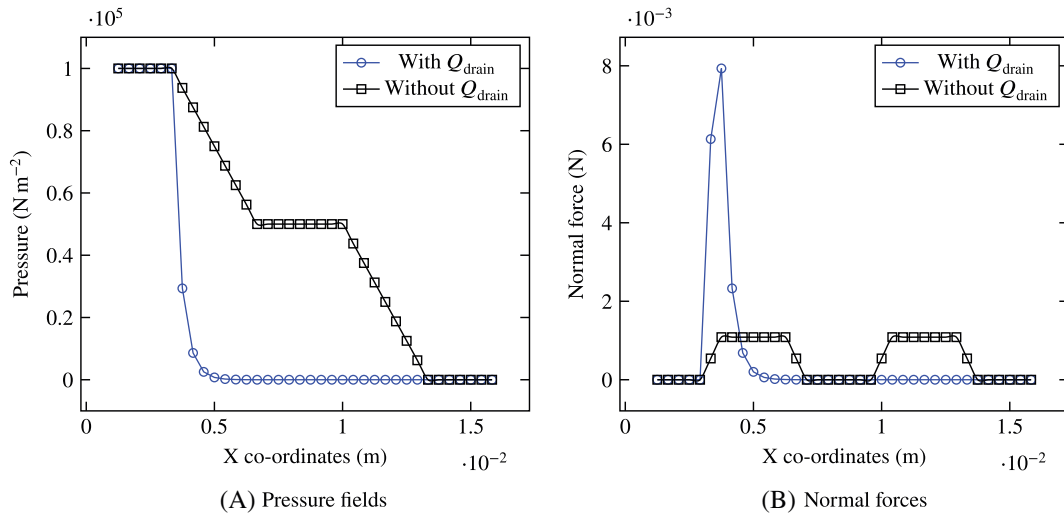 ·10⁵
With Q_drain
Without Q_drain
1
0.8
0.6
0.4
0.2
0
Pressure (N m⁻²)
0
0.5
1
1.5
X co-ordinates (m)
·10⁻²
(A) Pressure fields
·10⁻³
With Q_drain
Without Q_drain
8
6
4
2
0
Normal force (N)
0
0.5
1
1.5
X co-ordinates (m)
·10⁻²
(B) Normal forces